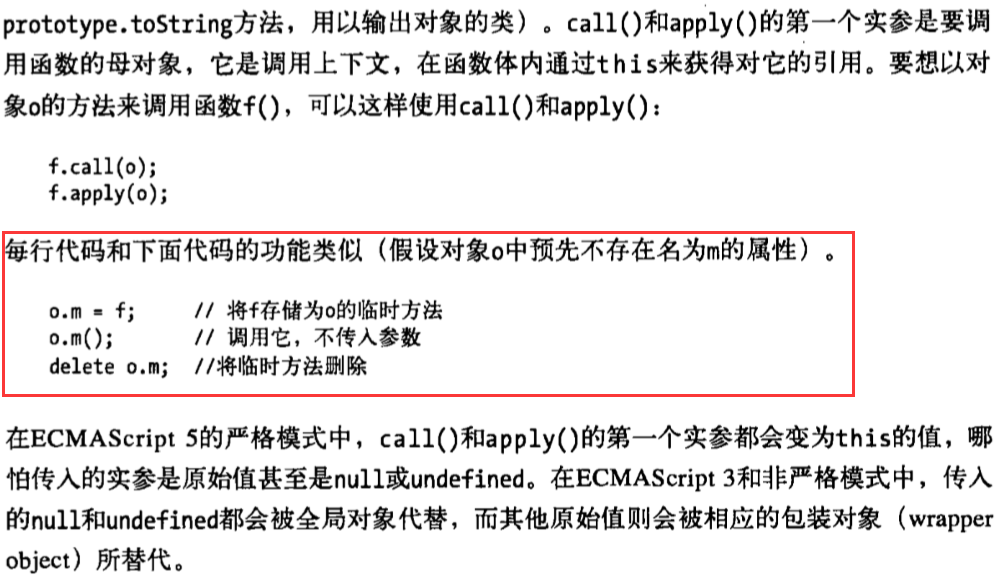 prototype.toString方法，用以输出对象的类）。call()和apply()的第一个实参是要调
用函数的母对象，它是调用上下文，在函数体内通过this来获得对它的引用。要想以对
象o的方法来调用函数f()，可以这样使用call()和apply()：
f.call(o);
f.apply(o);
每行代码和下面代码的功能类似（假设对象o中预先不存在名为m的属性）。
o.m = f;     // 将f存储为o的临时方法
o.m();       // 调用它，不传入参数
delete o.m;  //将临时方法删除
在ECMAScript 5的严格模式中，call()和apply()的第一个实参都会变为this的值，哪
怕传入的实参是原始值甚至是null或undefined。在ECMAScript 3和非严格模式中，传入
的null和undefined都会被全局对象代替，而其他原始值则会被相应的包装对象（wrapper
object）所替代。